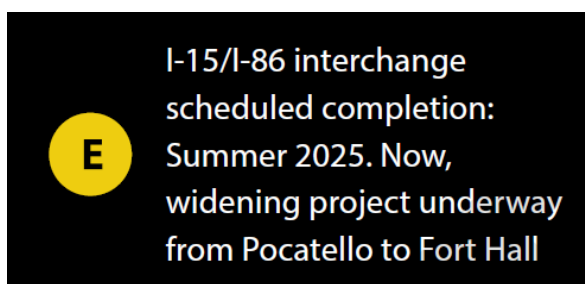 E
I-15/I-86 interchange
scheduled completion:
Summer 2025. Now,
widening project underway
from Pocatello to Fort Hall